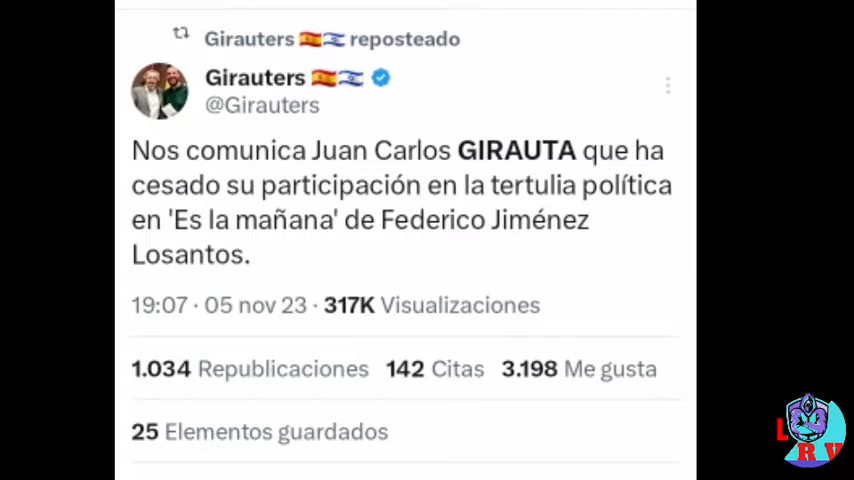 Girauters 🇪🇸🇮🇱 reposteado
Girauters 🇪🇸🇮🇱
@Girauters
Nos comunica Juan Carlos GIRAUTA que ha
cesado su participación en la tertulia política
en 'Es la mañana' de Federico Jiménez
Losantos.
19:07 · 05 nov 23 · 317K Visualizaciones
1.034 Republicaciones 142 Citas 3.198 Me gusta
25 Elementos guardados
L
R V